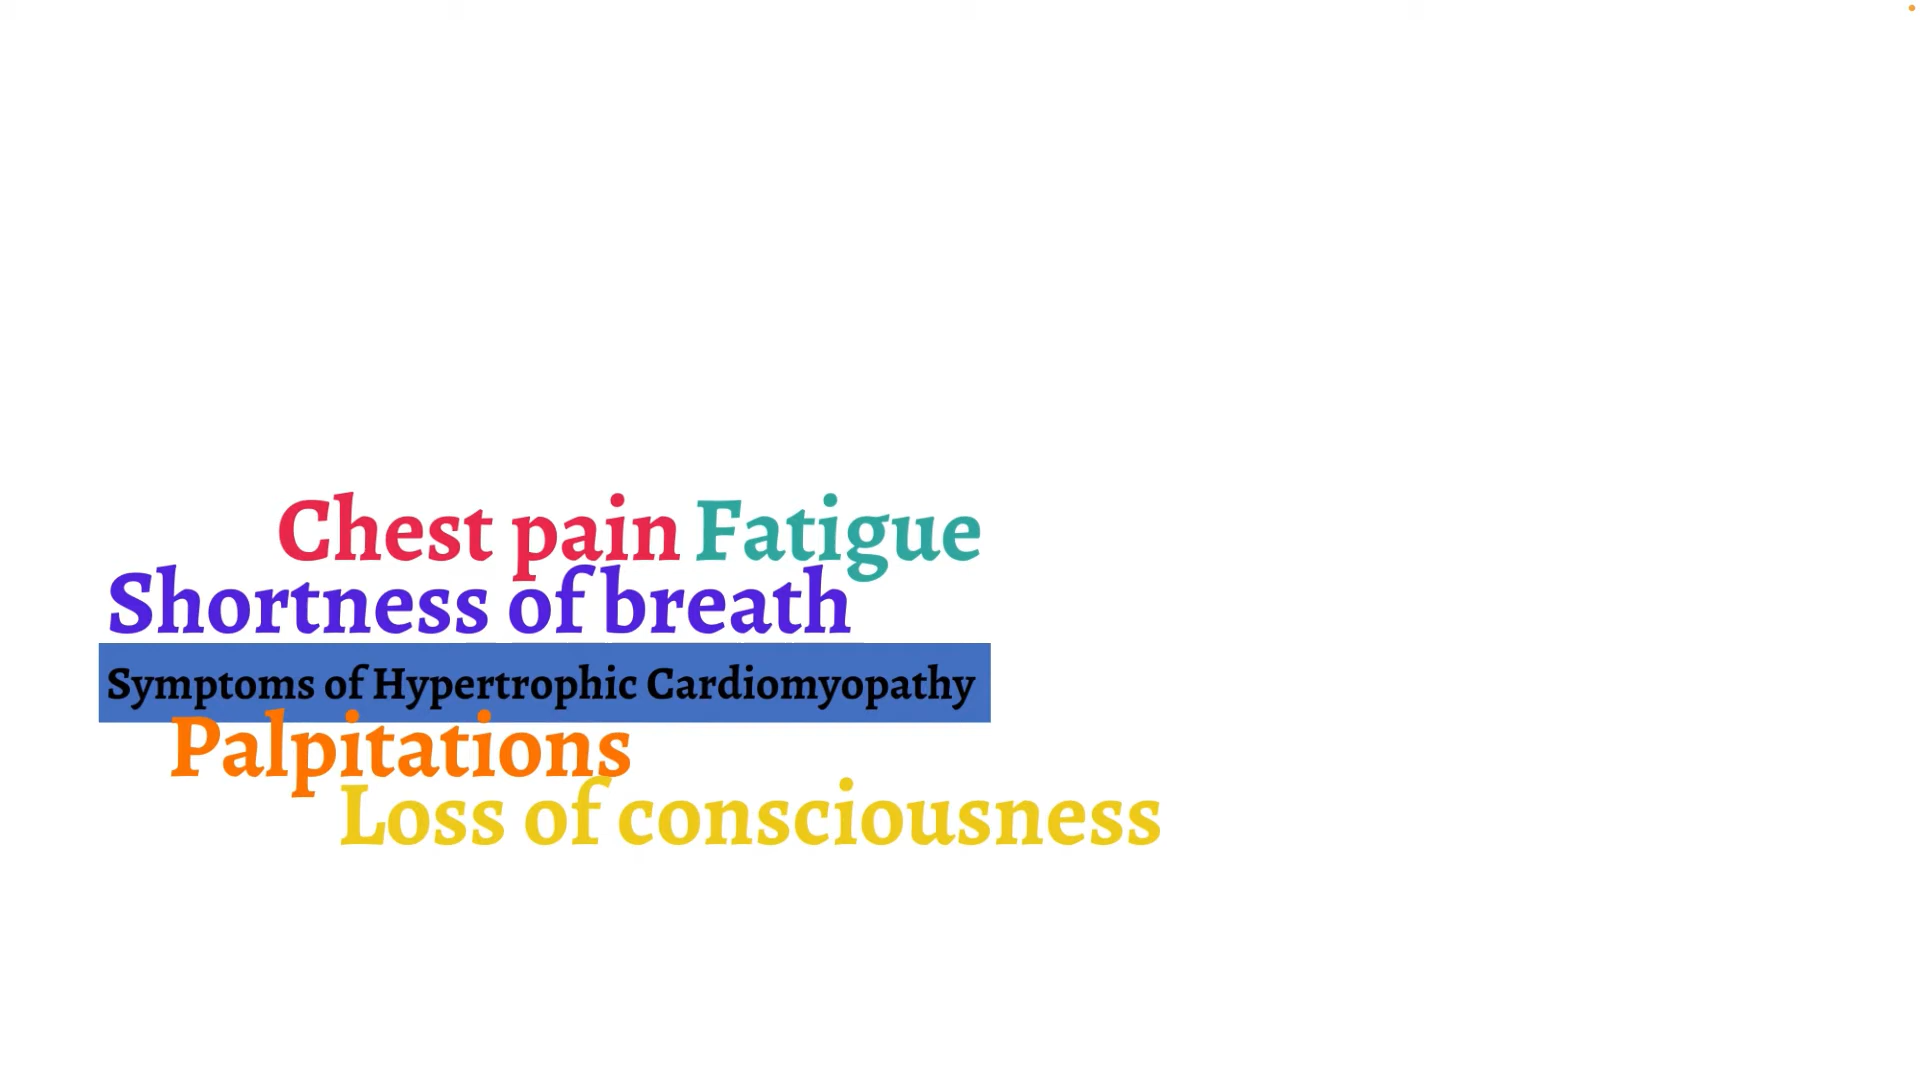 Chest pain Fatigue
Shortness of breath
Symptoms of Hypertrophic Cardiomyopathy
Palpitations
Loss of consciousness